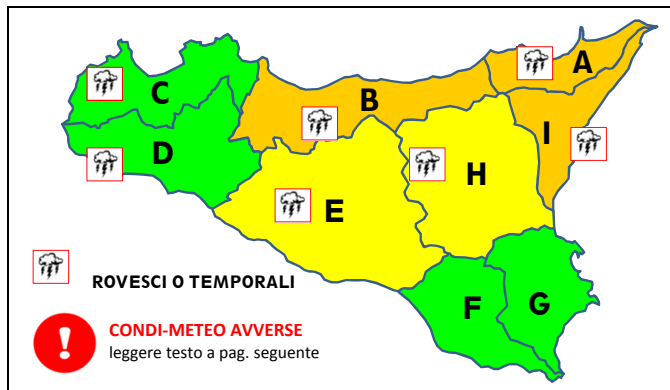 A
C
B
I
D
H
E
ROVESCI O TEMPORALI
F
G
CONDI-METEO AVVERSE
leggere testo a pag. seguente
!